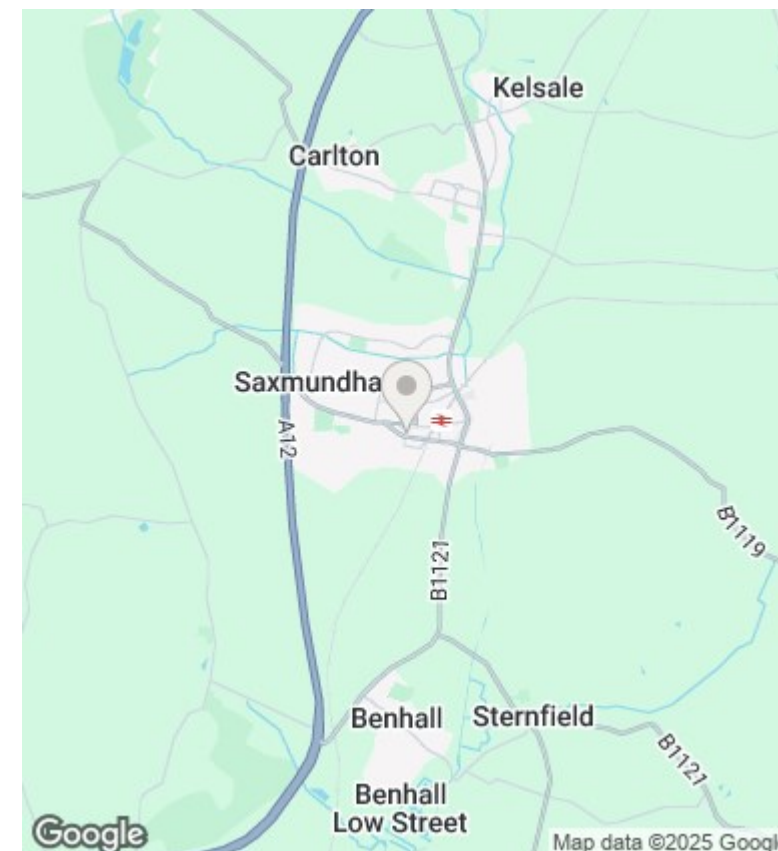 Kelsale
Carlton
Saxmundha
A12
B1119
B1121
Benhall
Sternfield
B1121
Benhall
Low Street
Google
Map data ©2025 Googl